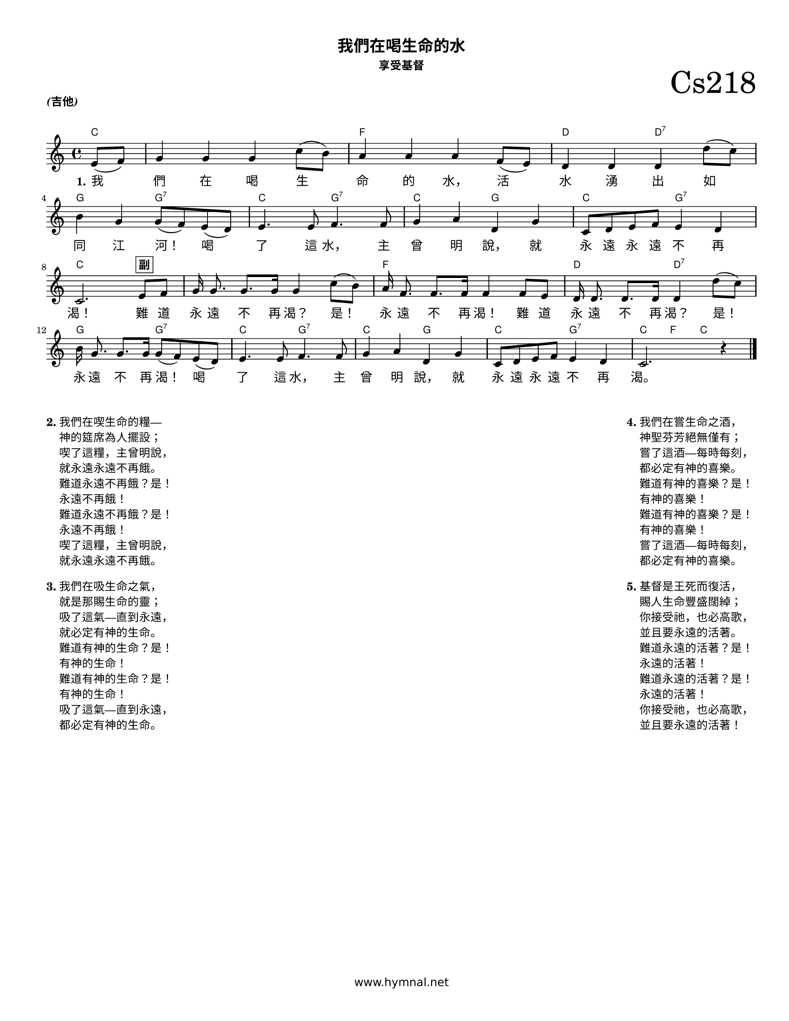 我們在喝生命的水
享受基督
Cs218
(吉他)
C F D D7
1. 我 們 在 喝 生 命 的 水， 活 水 湧 出 如
4 G G7 C G7 C G C G7
同 江 河！ 喝 了 這 水， 主 曾 明 說， 就 永 遠 永 遠 不 再
8 C 副 F D D7
渴！ 難 道 永 遠 不 再 渴？ 是！ 永 遠 不 再 渴！ 難 道 永 遠 不 再 渴？ 是！
12 G G7 C G7 C G C G7 C F C
永 遠 不 再 渴！ 喝 了 這 水， 主 曾 明 說， 就 永 遠 永 遠 不 再 渴。
2. 我們在喫生命的糧—
神的筵席為人擺設；
喫了這糧，主曾明說，
就永遠永遠不再餓。
難道永遠不再餓？是！
永遠不再餓！
難道永遠不再餓？是！
永遠不再餓！
喫了這糧，主曾明說，
就永遠永遠不再餓。
3. 我們在吸生命之氣，
就是那賜生命的靈；
吸了這氣—直到永遠，
就必定有神的生命。
難道有神的生命？是！
有神的生命！
難道有神的生命？是！
有神的生命！
吸了這氣—直到永遠，
都必定有神的生命。
4. 我們在嘗生命之酒，
神聖芬芳絕無僅有；
嘗了這酒—每時每刻，
都必定有神的喜樂。
難道有神的喜樂？是！
有神的喜樂！
難道有神的喜樂？是！
有神的喜樂！
嘗了這酒—每時每刻，
都必定有神的喜樂。
5. 基督是王死而復活，
賜人生命豐盛闊綽；
你接受祂，也必高歌，
並且要永遠的活著。
難道永遠的活著？是！
永遠的活著！
難道永遠的活著？是！
永遠的活著！
你接受祂，也必高歌，
並且要永遠的活著！
www.hymnal.net